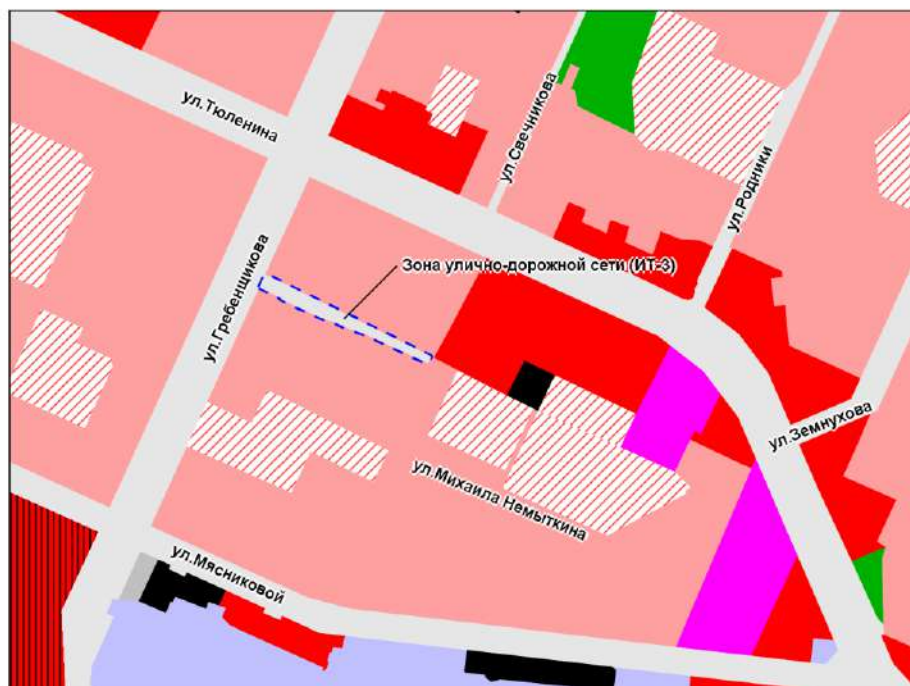 ул.Тюленина
ул.Свечникова
ул.Родники
ул.Гребенщикова
Зона улично-дорожной сети (ИТ-3)
ул.Земнухова
ул.Михаила Немыткина
ул.Мясниковой